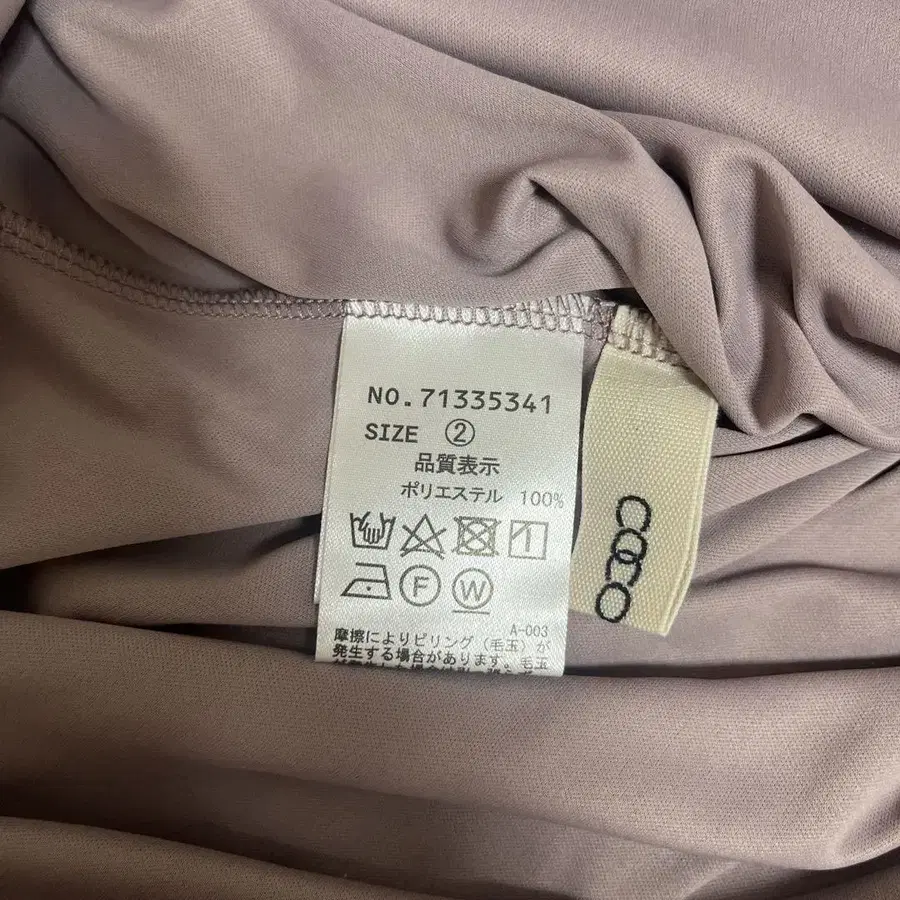 NO.71335341
SIZE ②
品質表示
ポリエステル 100%
F W
A-003
摩擦によりピリング(毛玉)が
発生する場合があります。毛玉
COCO